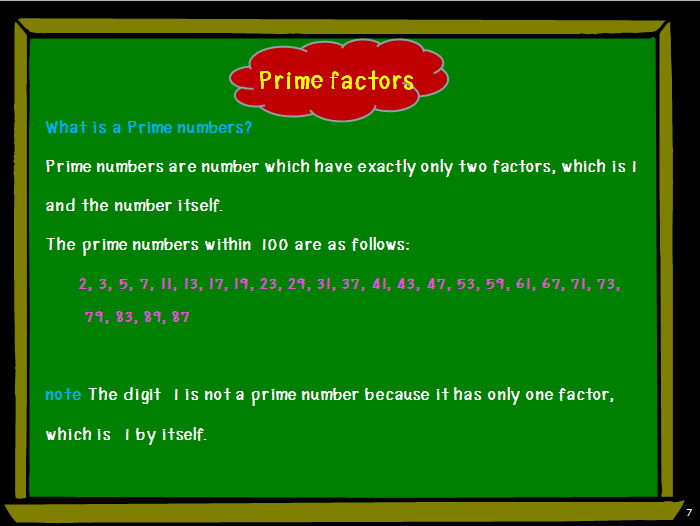 Prime factors
What is a Prime numbers?
Prime numbers are number which have exactly only two factors, which is 1
and the number itself.
The prime numbers within 100 are as follows:
2, 3, 5, 7, 11, 13, 17, 19, 23, 29, 31, 37, 41, 43, 47, 53, 59, 61, 67, 71, 73,
79, 83, 89, 87
note The digit 1 is not a prime number because it has only one factor,
which is 1 by itself.
7